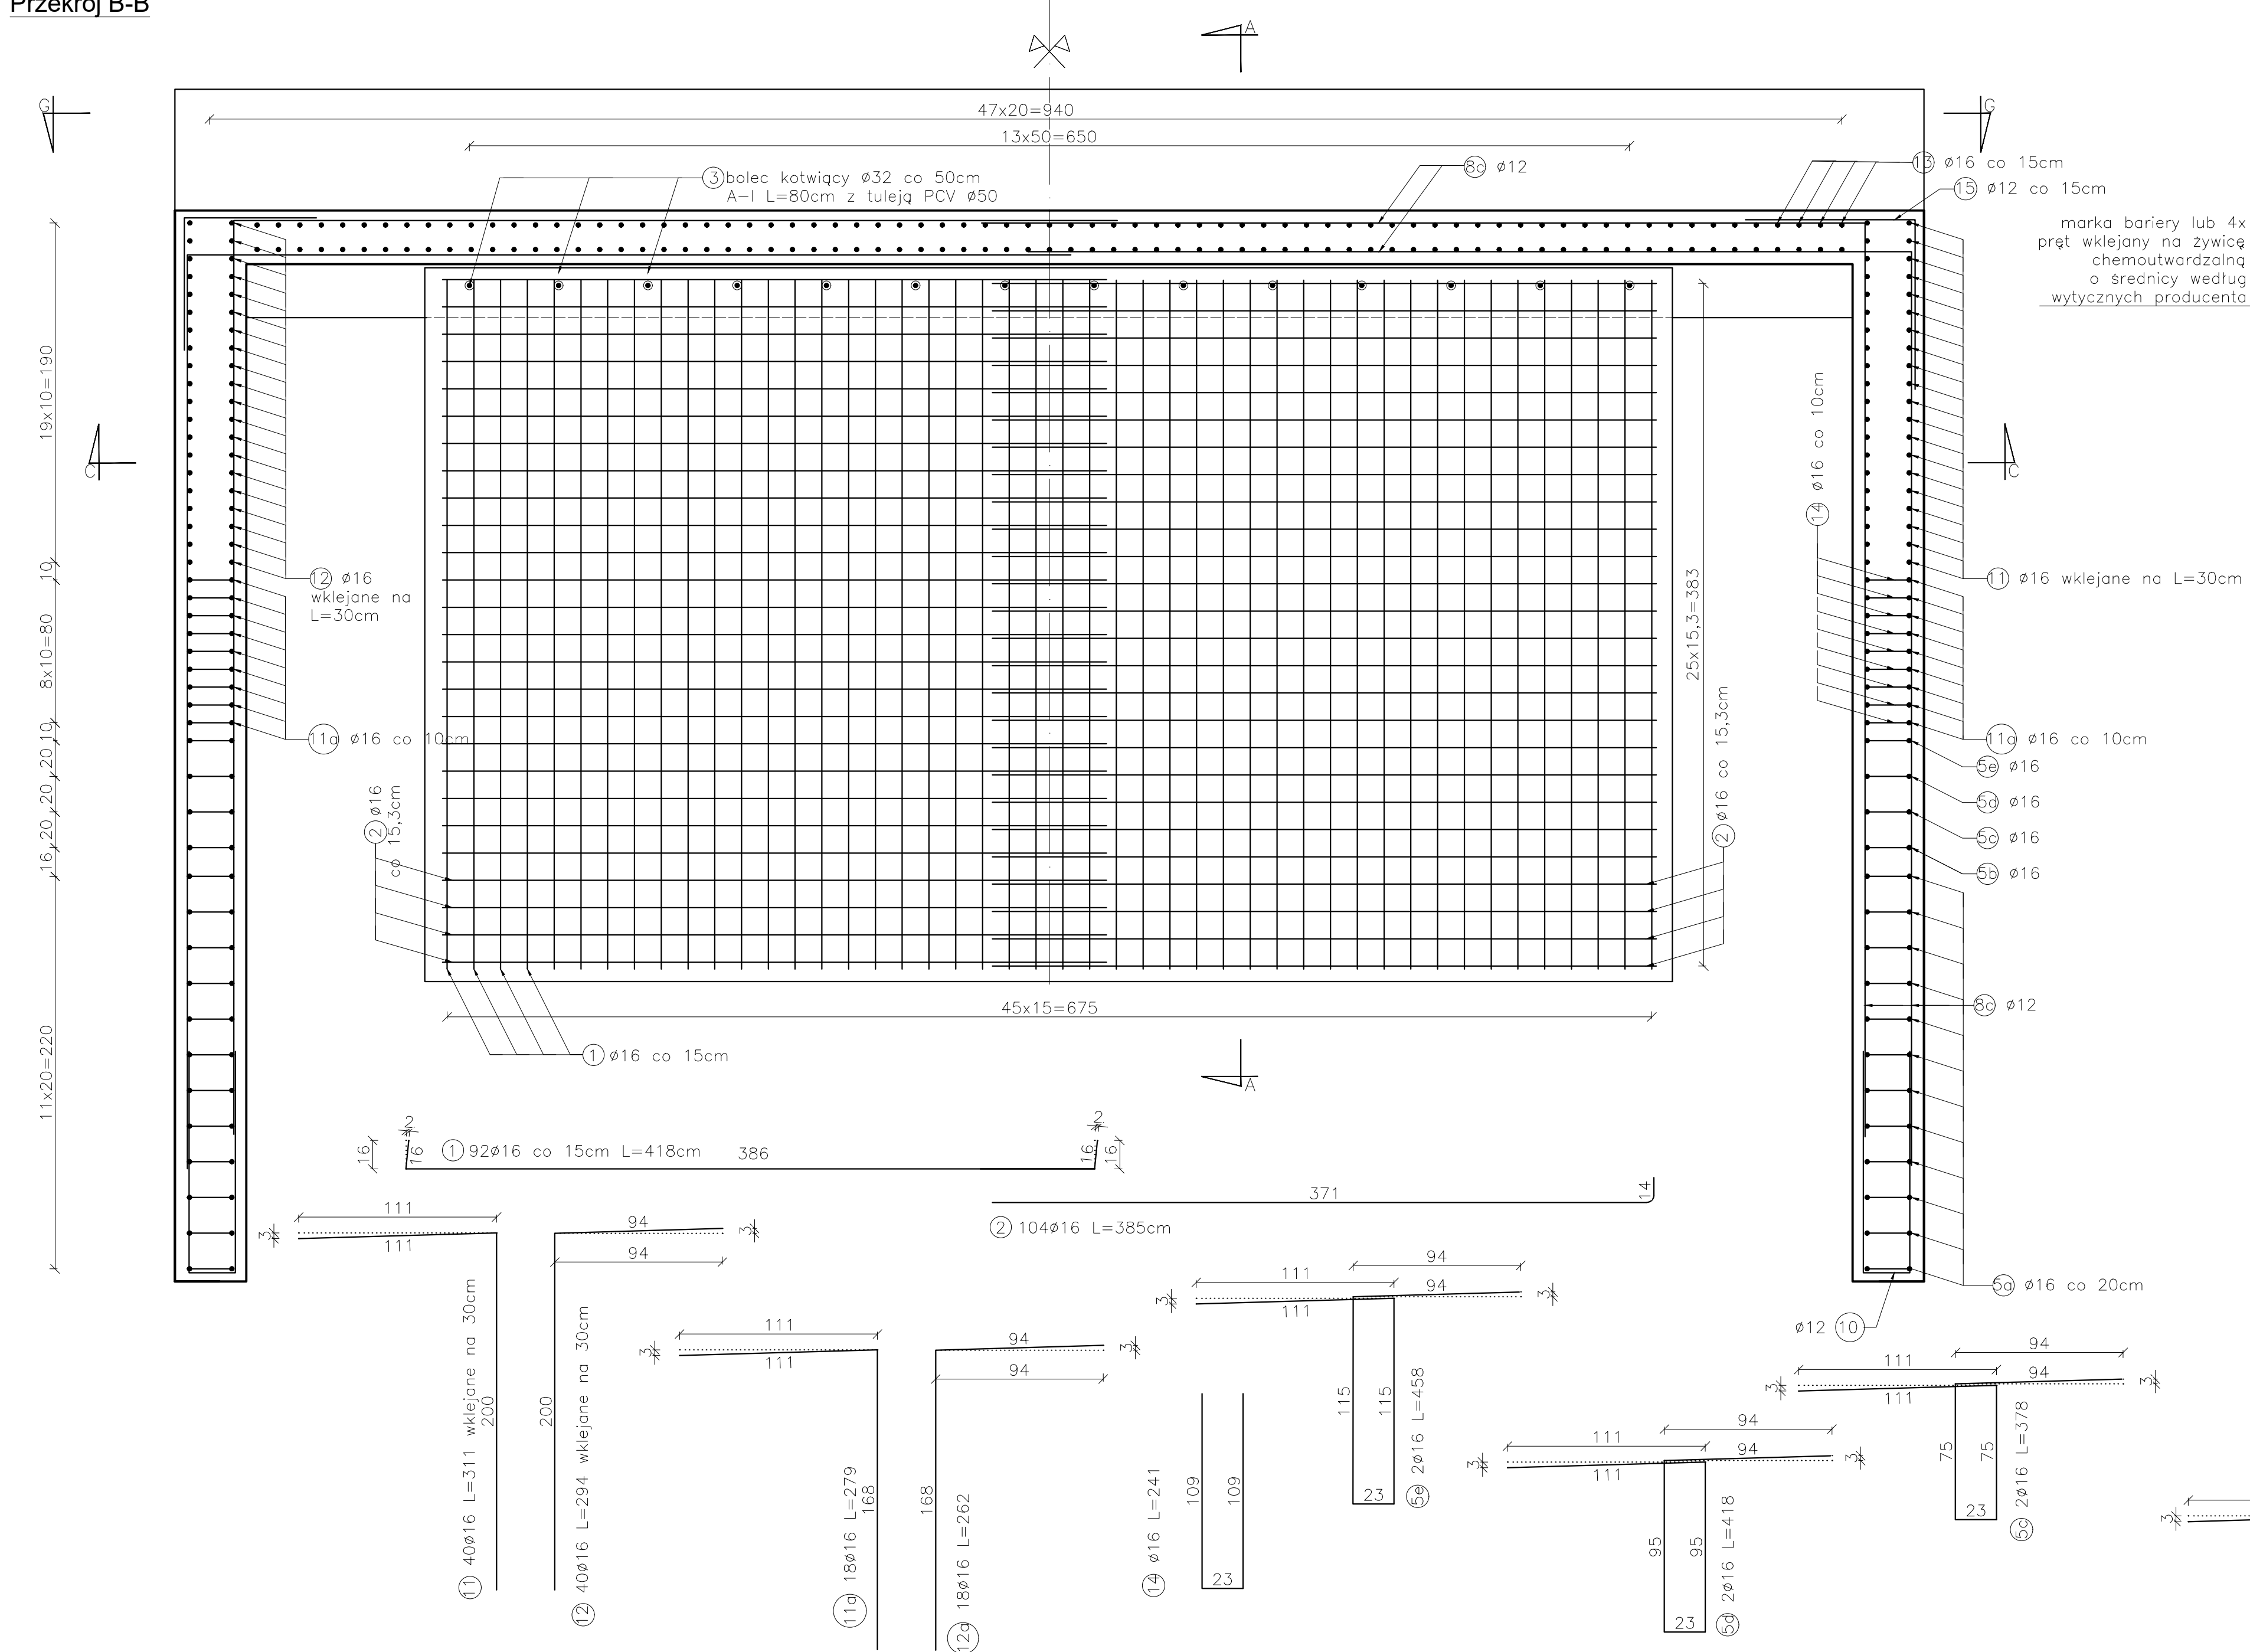 Przekrój B-B
A
G
G
47x20=940
13x50=650
3 bolec kotwiący ø32 co 50cm
A-I L=80cm z tuleją PCV ø50
8c ø12
13 ø16 co 15cm
15 ø12 co 15cm
marka bariery lub 4x
pręt wklejany na żywicę
chemoutwardzalną
o średnicy według
wytycznych producenta
19x10=190
10
8x10=80
10
20
20
20
16
11x20=220
C
C
12 ø16
wklejane na
L=30cm
11a ø16 co 10cm
2 ø16
co 15,3cm
25x15,3=383
2 ø16 co 15,3cm
14 ø16 co 10cm
11 ø16 wklejane na L=30cm
11a ø16 co 10cm
5e ø16
5d ø16
5c ø16
5b ø16
8c ø12
5a ø16 co 20cm
ø12 10
45x15=675
1 ø16 co 15cm
A
2
16
16
1 92ø16 co 15cm L=418cm
386
2
16
16
371
14
2 104ø16 L=385cm
111
3
111
200
11 40ø16 L=311 wklejane na 30cm
94
3
94
200
12 40ø16 L=294 wklejane na 30cm
111
3
111
168
11a 18ø16 L=279
94
3
94
168
12a 18ø16 L=262
109
109
23
14 ø16 L=241
94
111
94
3
3
111
115
115
23
5e 2ø16 L=458
94
111
94
3
3
111
95
95
23
5d 2ø16 L=418
94
111
94
3
3
111
75
75
23
5c 2ø16 L=378
3